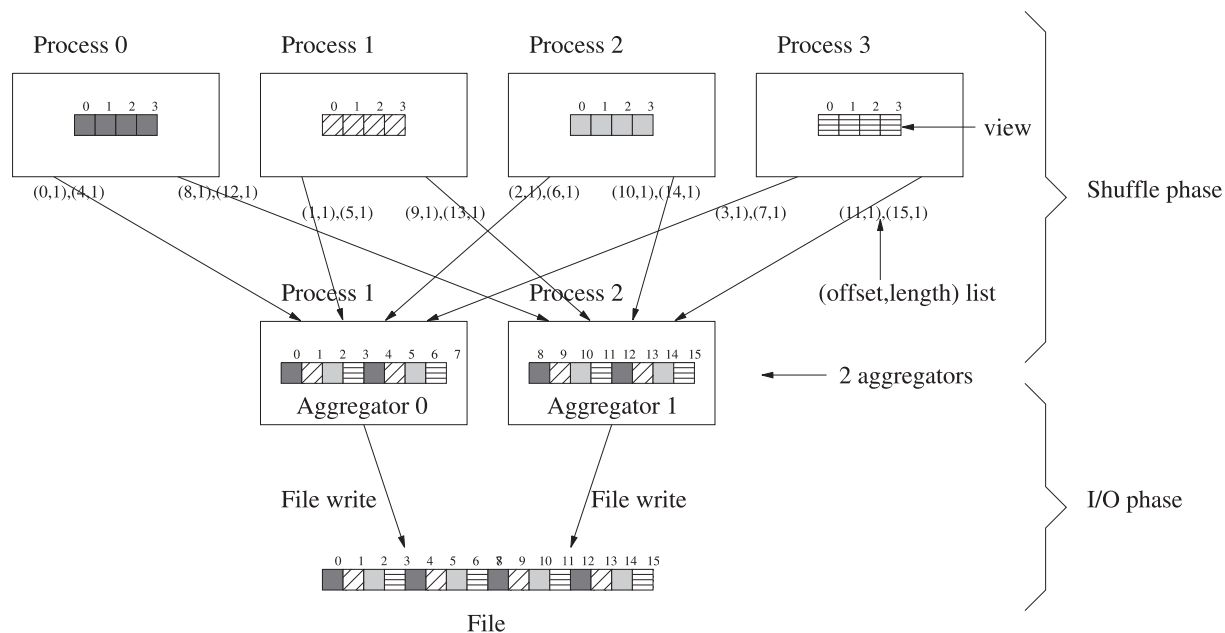 Process 0
Process 1
Process 2
Process 3
0 1 2 3
0 1 2 3
0 1 2 3
0 1 2 3
view
Shuffle phase
(0,1),(4,1)
(8,1),(12,1)
(2,1),(6,1)
(10,1),(14,1)
(1,1),(5,1)
(9,1),(13,1)
(3,1),(7,1)
(11,1),(15,1)
Process 1
Process 2
(offset,length) list
0 1 2 3 4 5 6 7
8 9 10 11 12 13 14 15
2 aggregators
Aggregator 0
Aggregator 1
File write
File write
I/O phase
0 1 2 3 4 5 6 7 8 9 10 11 12 13 14 15
File